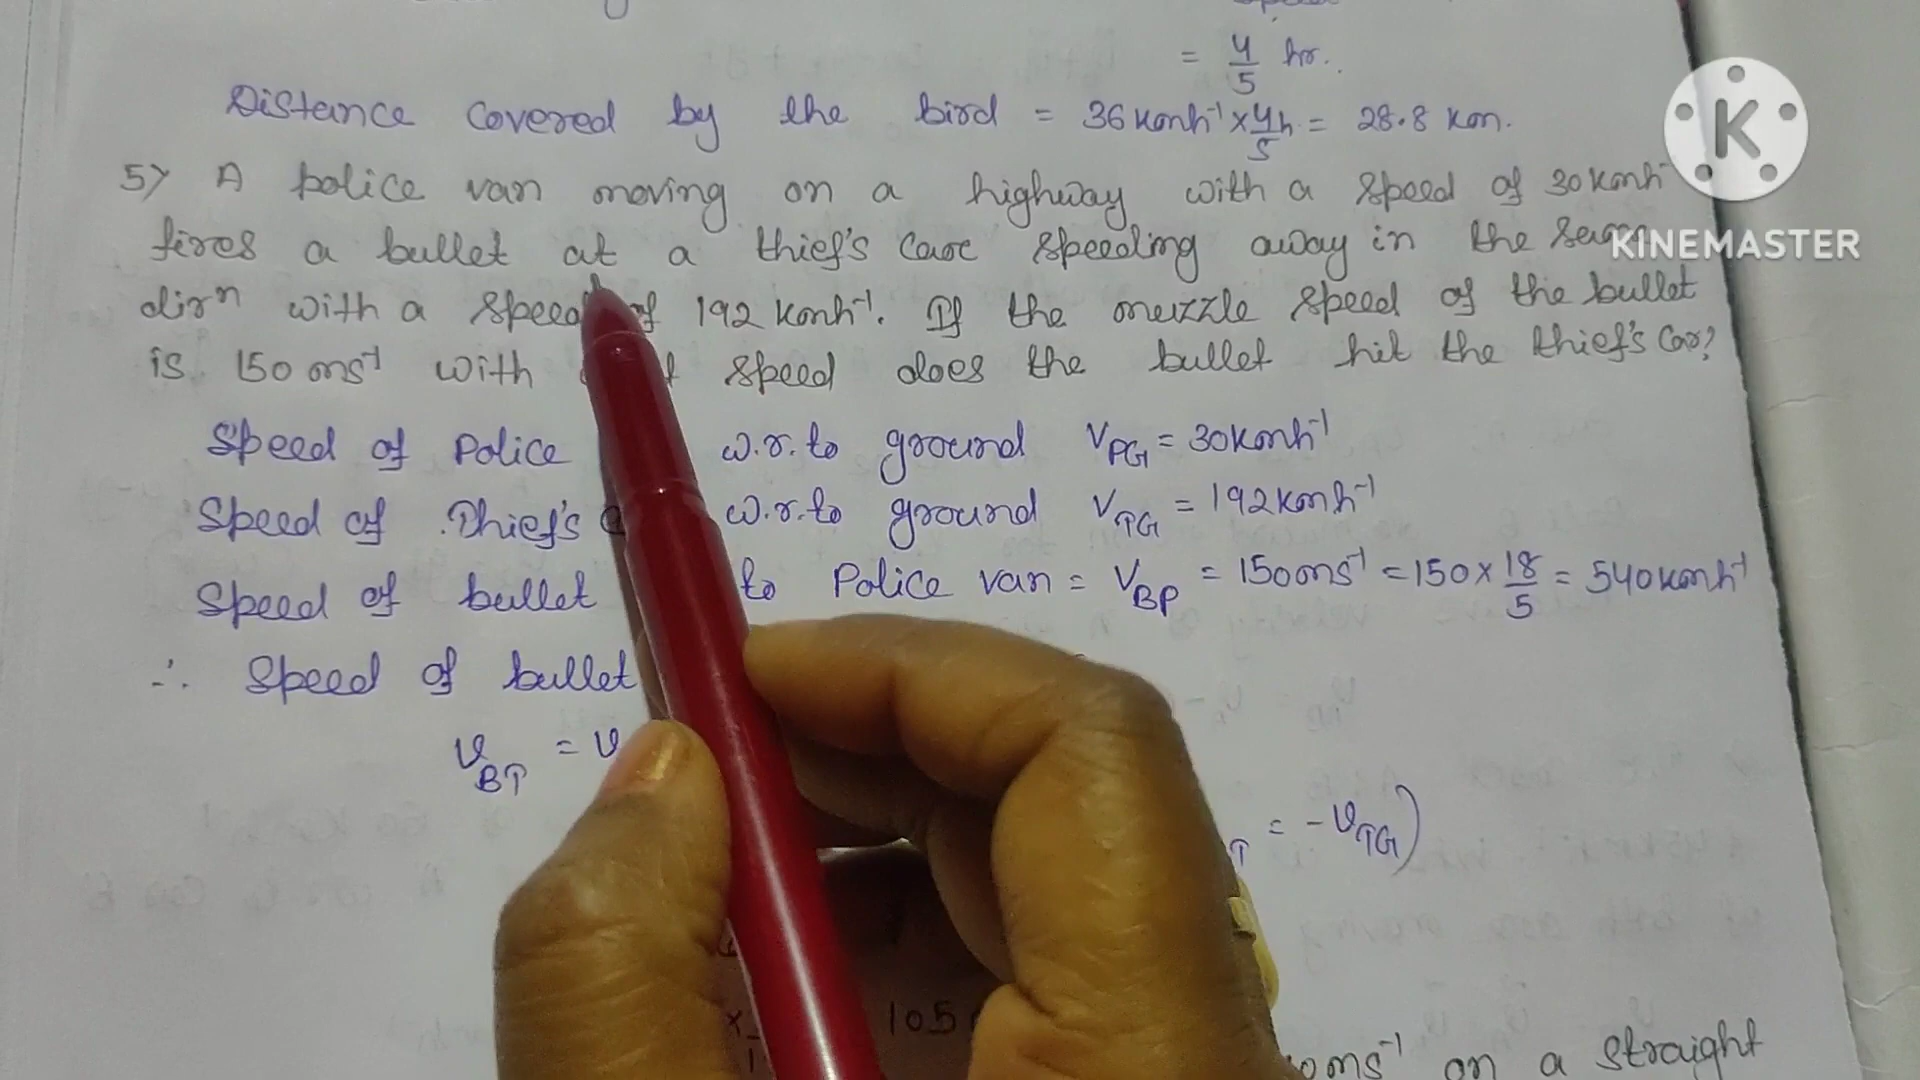 = 4/5 hr.
Distance covered by the bird = 36 kmh⁻¹ × 4/5 h = 28.8 km.
5) A police van moving on a highway with a speed of 30 kmh⁻
fires a bullet at a thief's car speeding away in the same
dirⁿ with a speed of 192 kmh⁻¹. If the muzzle speed of the bullet
is 150 ms⁻¹ with speed does the bullet hit the thief's car?
Speed of Police w.r.to ground V_PG = 30 kmh⁻¹
Speed of Thief's w.r.to ground V_TG = 192 kmh⁻¹
Speed of bullet to Police van = V_BP = 150 ms⁻¹ = 150 × 18/5 = 540 kmh⁻¹
∴ Speed of bullet
v_BT = v
T = -v_TG)
105
ms⁻¹ on a straight
K
KINEMASTER